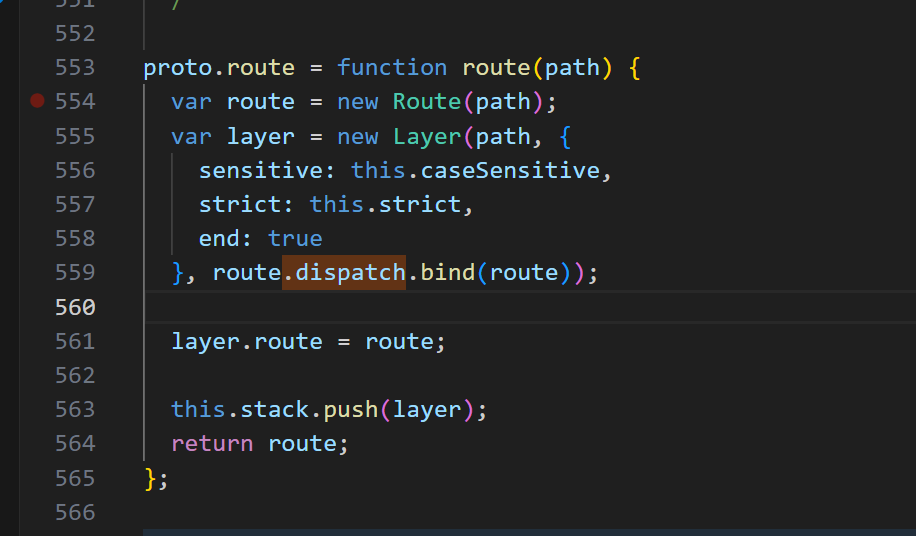 551 /
552
553 proto.route = function route(path) {
554 var route = new Route(path);
555 var layer = new Layer(path, {
556 sensitive: this.caseSensitive,
557 strict: this.strict,
558 end: true
559 }, route.dispatch.bind(route));
560
561 layer.route = route;
562
563 this.stack.push(layer);
564 return route;
565 };
566